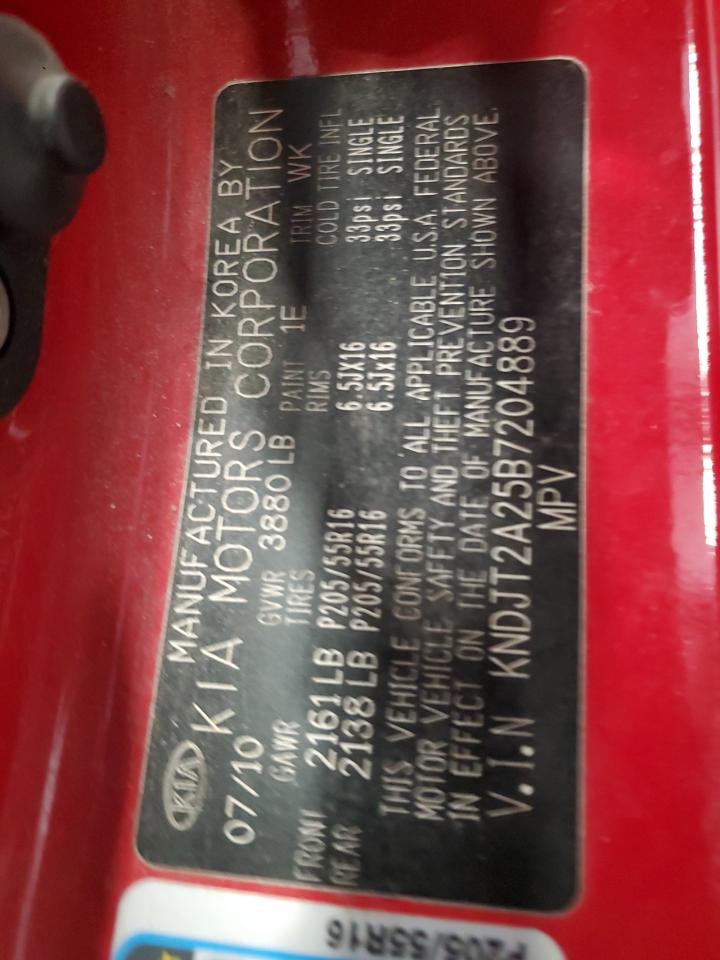 MANUFACTURED IN KOREA BY
KIA KIA MOTORS CORPORATION
07/10 GVWR 3880 LB PAINT 1E TRIM WK
GAWR TIRES RIMS COLD TIRE INFL
FRONT 2161 LB P205/55R16 6.5JX16 33psi SINGLE
REAR 2138 LB P205/55R16 6.5Jx16 33psi SINGLE
THIS VEHICLE CONFORMS TO ALL APPLICABLE U.S.A. FEDERAL
MOTOR VEHICLE SAFETY AND THEFT PREVENTION STANDARDS
IN EFFECT ON THE DATE OF MANUFACTURE SHOWN ABOVE.
V.I.N KNDJT2A25B7204889
MPV
P205/55R16